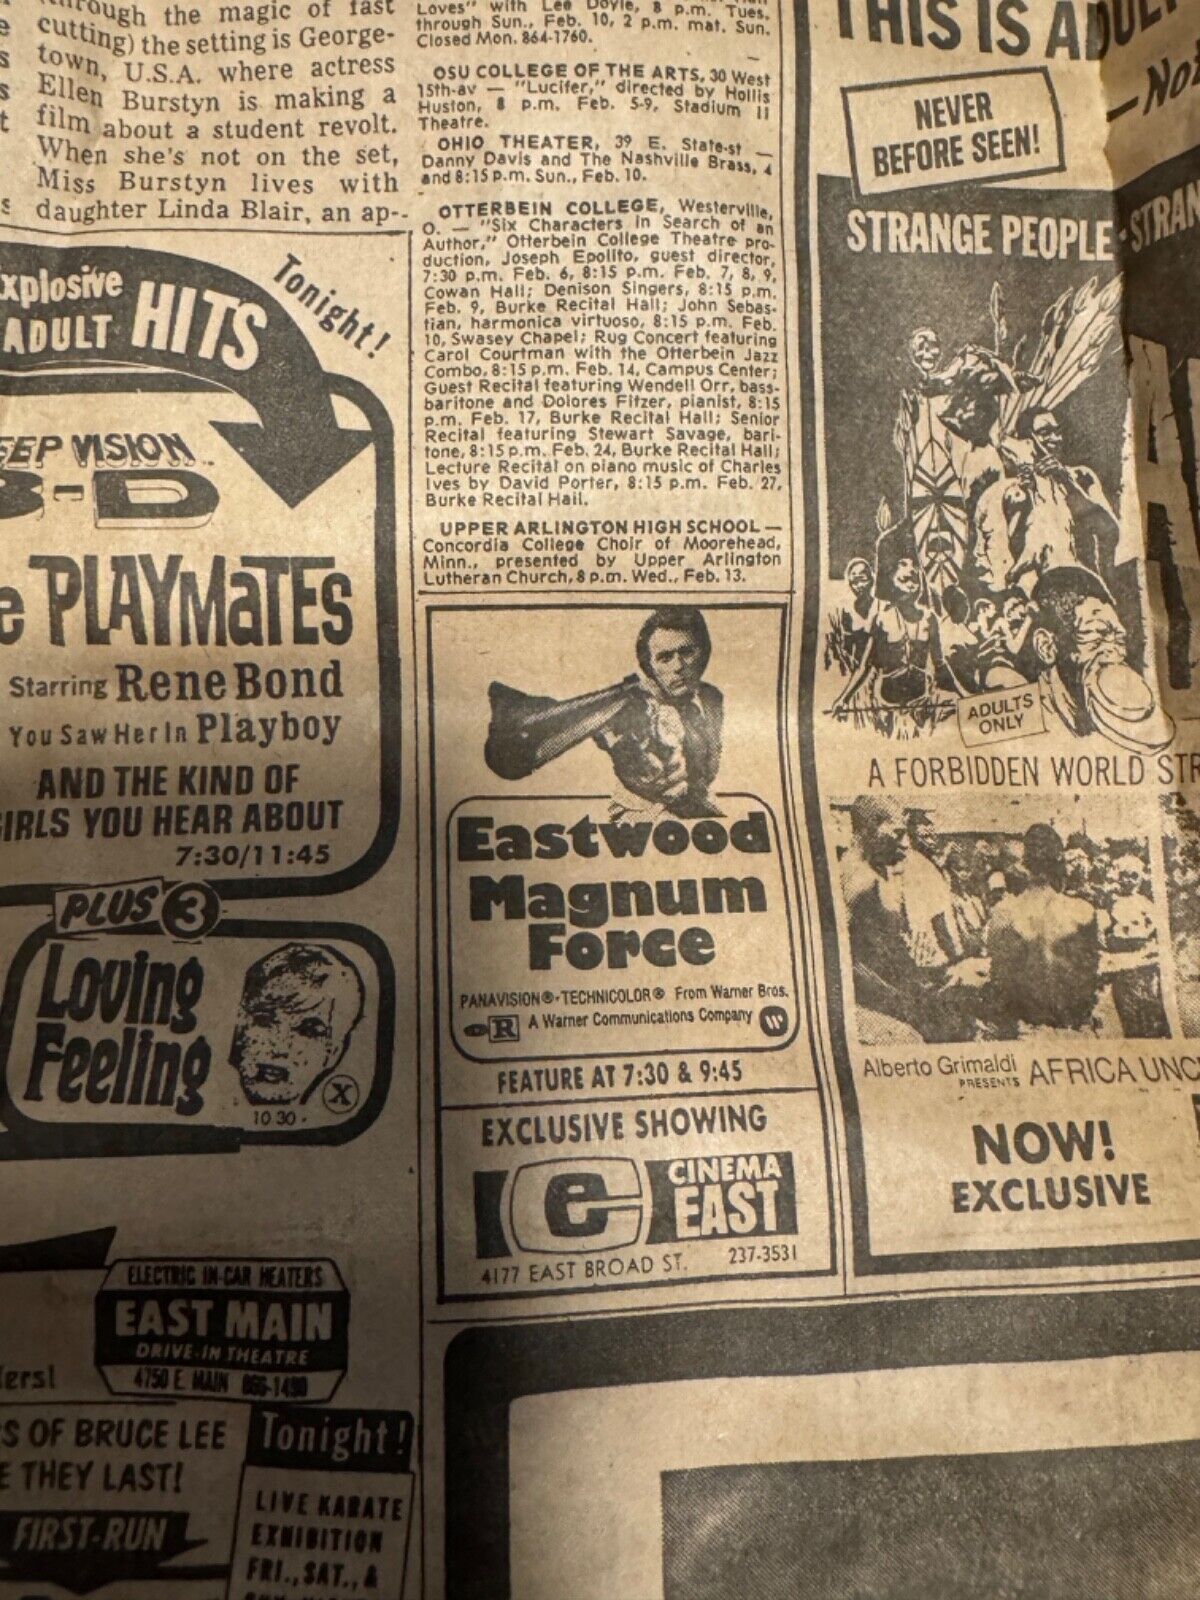 through the magic of fast
cutting) the setting is George-
town, U.S.A. where actress
Ellen Burstyn is making a
film about a student revolt.
When she's not on the set,
Miss Burstyn lives with
daughter Linda Blair, an ap-
Loves" with Lee Doyle, 8 p.m. Tues.
through Sun., Feb. 10, 2 p.m. mat. Sun.
Closed Mon. 864-1760.
OSU COLLEGE OF THE ARTS, 30 West
15th-av — "Lucifer," directed by Hollis
Huston, 8 p.m. Feb. 5-9, Stadium II
Theatre.
OHIO THEATER, 39 E. State-st —
Danny Davis and The Nashville Brass, 4
and 8:15 p.m. Sun., Feb. 10.
OTTERBEIN COLLEGE, Westerville,
O. — "Six Characters in Search of an
Author," Otterbein College Theatre pro-
duction, Joseph Epolito, guest director,
7:30 p.m. Feb. 6, 8:15 p.m. Feb. 7, 8, 9,
Cowan Hall; Denison Singers, 8:15 p.m.
Feb. 9, Burke Recital Hall; John Sebas-
tian, harmonica virtuoso, 8:15 p.m. Feb.
10, Swasey Chapel; Rug Concert featuring
Carol Courtman with the Otterbein Jazz
Combo, 8:15 p.m. Feb. 14, Campus Center;
Guest Recital featuring Wendell Orr, bass-
baritone and Dolores Fitzer, pianist, 8:15
p.m. Feb. 17, Burke Recital Hall; Senior
Recital featuring Stewart Savage, bari-
tone, 8:15 p.m. Feb. 24, Burke Recital Hall;
Lecture Recital on piano music of Charles
Ives by David Porter, 8:15 p.m. Feb. 27,
Burke Recital Hall.
UPPER ARLINGTON HIGH SCHOOL —
Concordia College Choir of Moorehead,
Minn., presented by Upper Arlington
Lutheran Church, 8 p.m. Wed., Feb. 13.
xplosive
ADULT HITS
Tonight!
EEP VISION
3-D
e PLAYMATES
Starring Rene Bond
You Saw Her In Playboy
AND THE KIND OF
GIRLS YOU HEAR ABOUT
7:30/11:45
PLUS 3
Loving
Feeling
10:30
X
ELECTRIC IN-CAR HEATERS
EAST MAIN
DRIVE-IN THEATRE
4750 E. MAIN
ers!
S OF BRUCE LEE
E THEY LAST!
FIRST-RUN
Tonight!
LIVE KARATE
EXHIBITION
FRI., SAT., &
Eastwood
Magnum
Force
PANAVISION® · TECHNICOLOR® From Warner Bros.
R A Warner Communications Company
FEATURE AT 7:30 & 9:45
EXCLUSIVE SHOWING
CINEMA
EAST
4177 EAST BROAD ST. 237-3531
THIS IS ADUL
NEVER
BEFORE SEEN!
—Not
STRANGE PEOPLE-STRAN
ADULTS
ONLY
A FORBIDDEN WORLD STR
Alberto Grimaldi
PRESENTS AFRICA UNC
NOW!
EXCLUSIVE